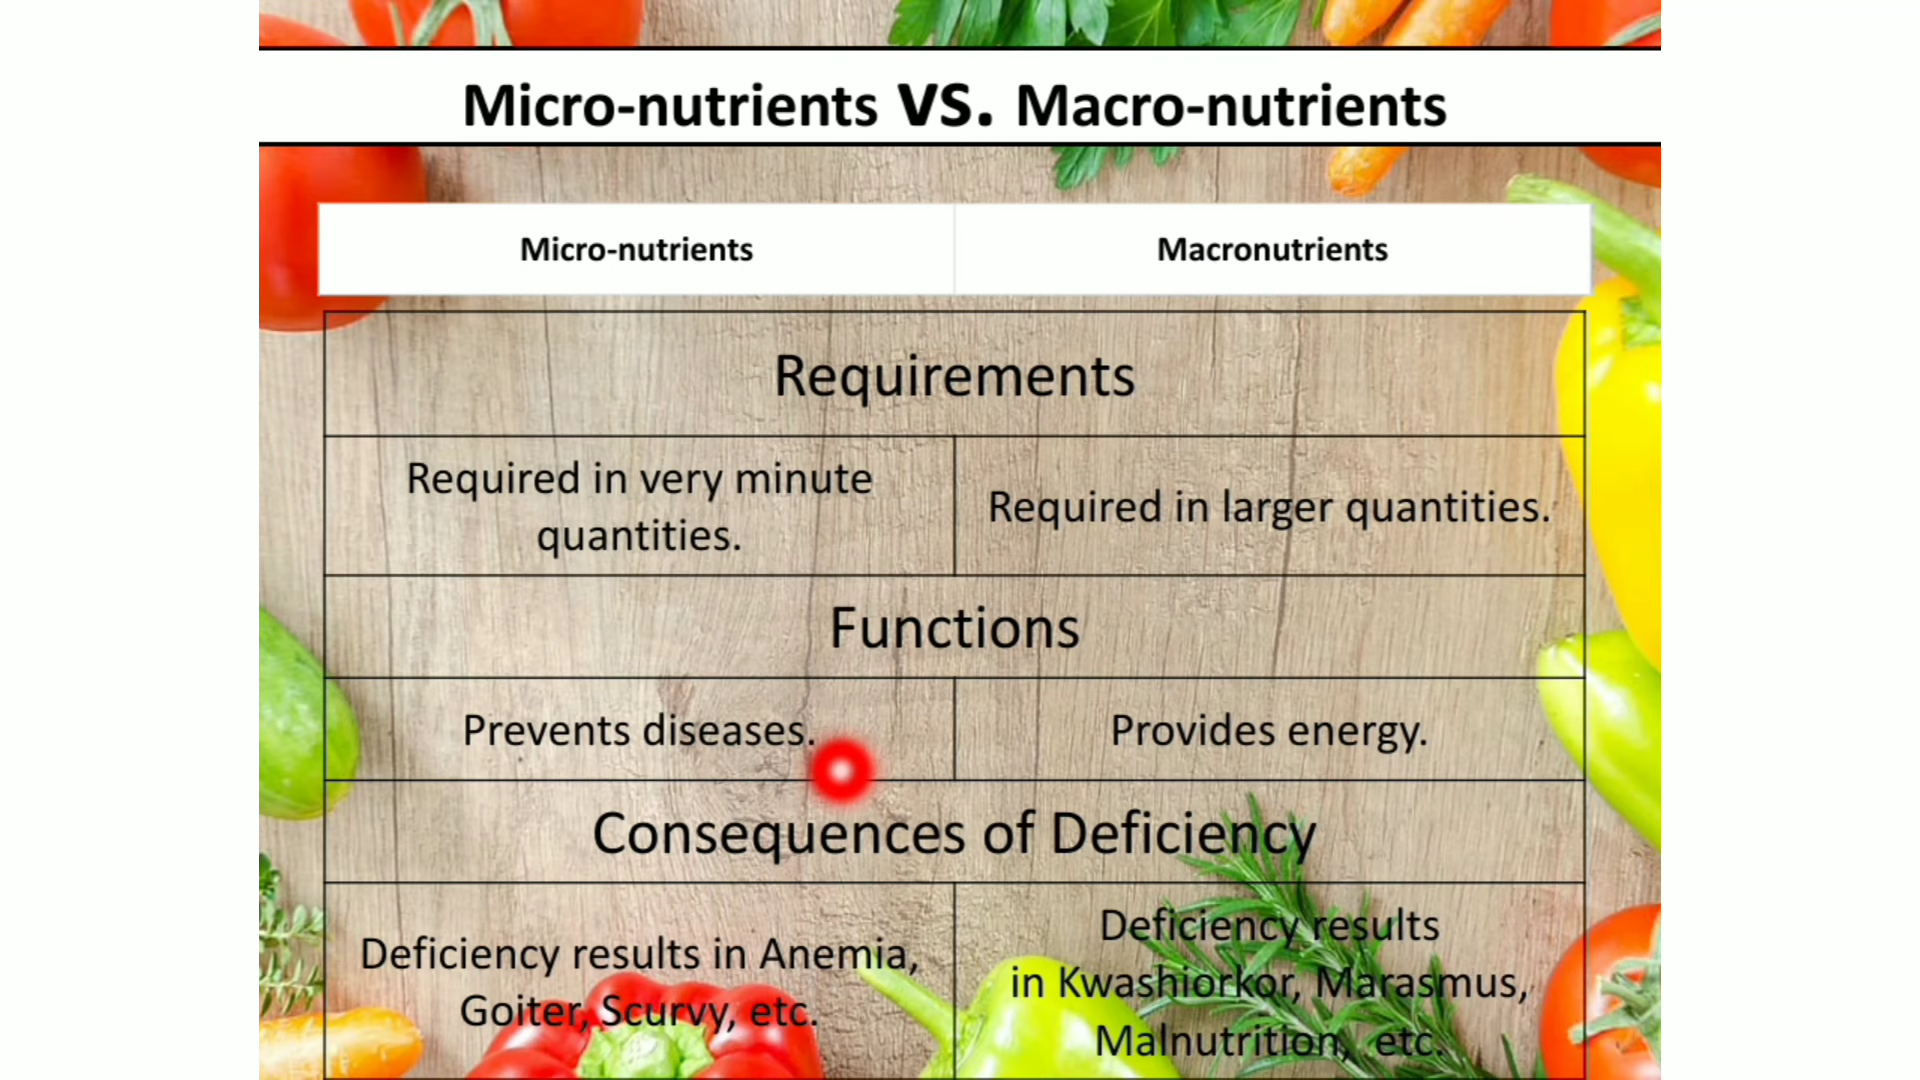 Micro-nutrients vs. Macro-nutrients
Micro-nutrients
Macronutrients
Requirements
Required in very minute
quantities.
Required in larger quantities.
Functions
Prevents diseases.
Provides energy.
Consequences of Deficiency
Deficiency results in Anemia,
Goiter, Scurvy, etc.
Deficiency results
in Kwashiorkor, Marasmus,
Malnutrition, etc.